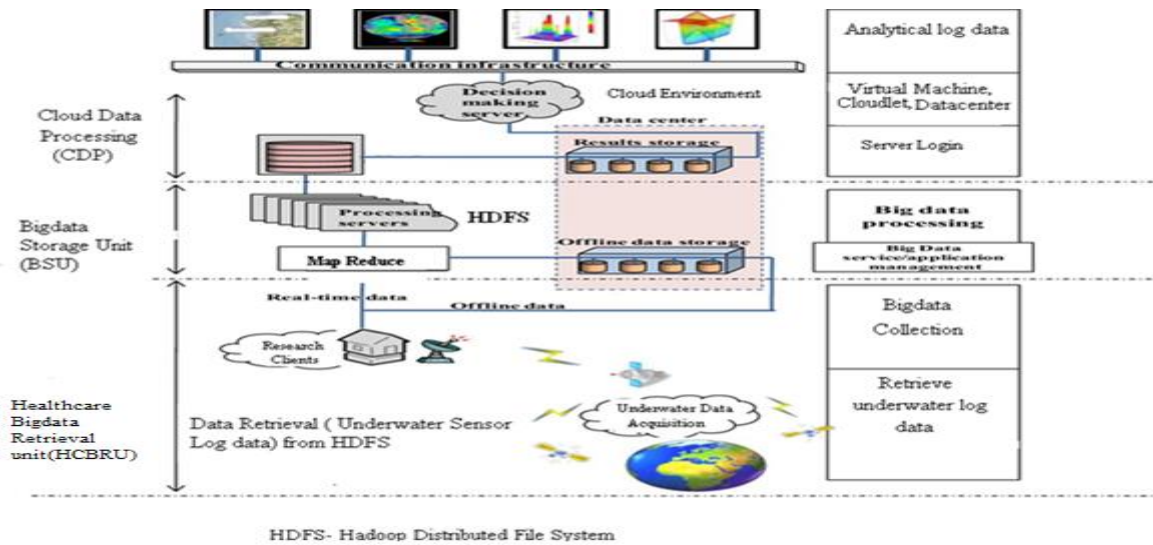 Communication infrastructure
Decision
making
server
Cloud Environment
Data center
Results storage
Cloud Data
Processing
(CDP)
Processing
servers
HDFS
Bigdata
Storage Unit
(BSU)
Map Reduce
Offline data storage
Real-time data
Offline data
Research
Clients
Underwater Data
Acquisition
Healthcare
Bigdata
Retrieval
unit(HCBRU)
Data Retrieval ( Underwater Sensor
Log data) from HDFS
Analytical log data
Virtual Machine,
Cloudlet, Datacenter
Server Login
Big data
processing
Big Data
service/application
management
Bigdata
Collection
Retrieve
underwater log
data
HDFS- Hadoop Distributed File System